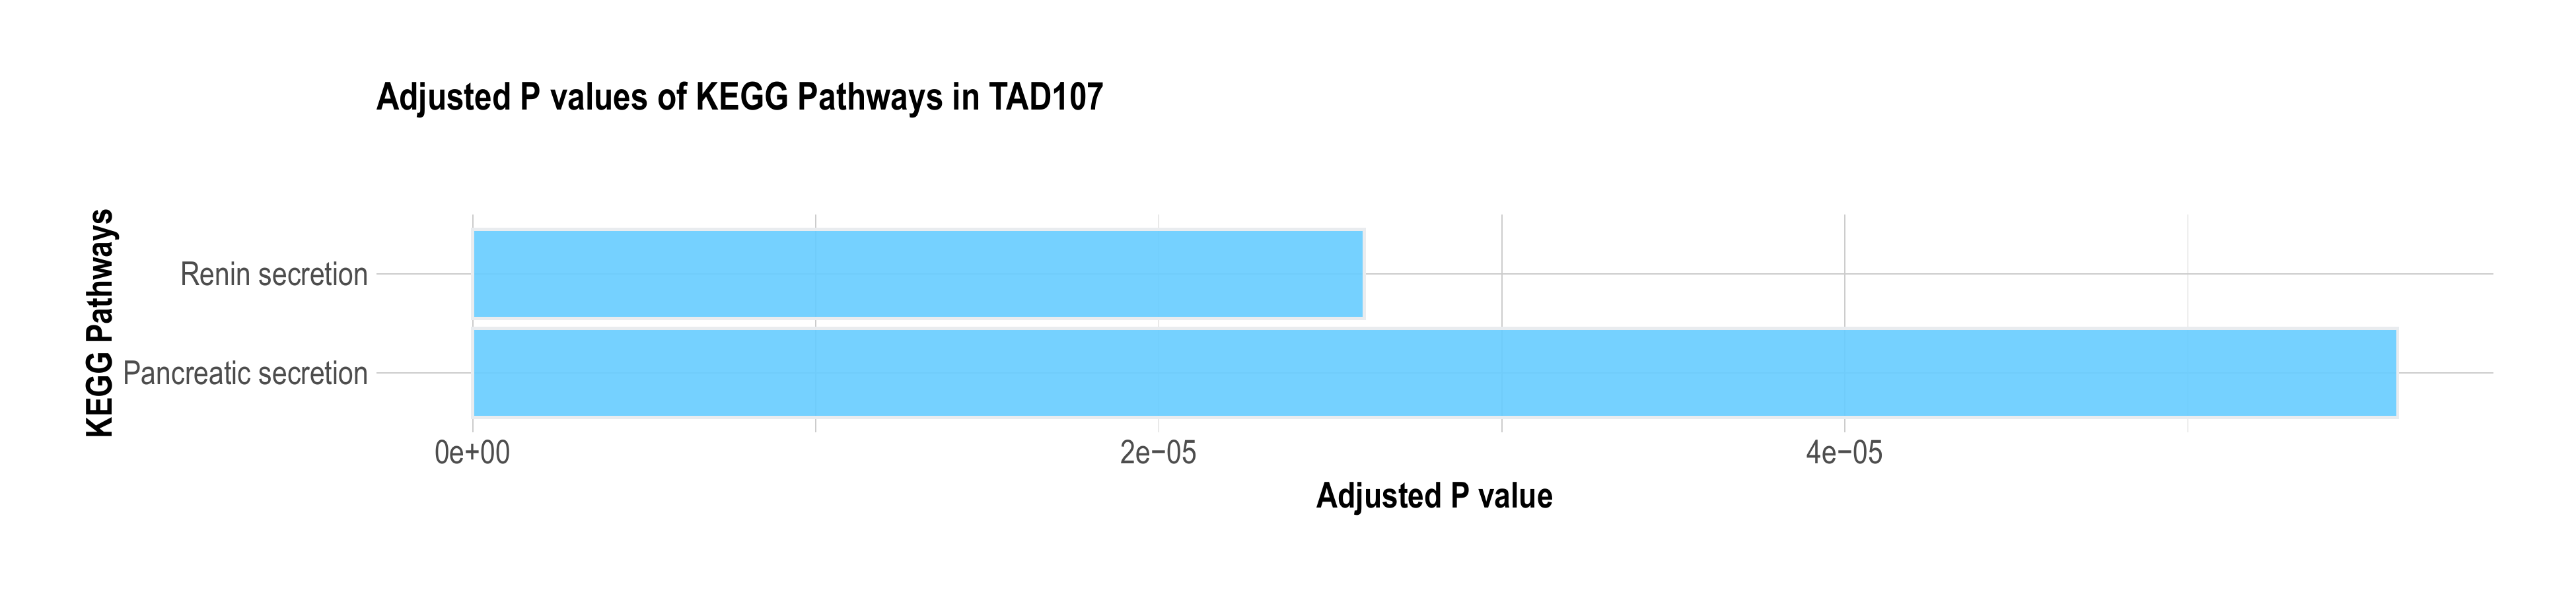 Adjusted P values of KEGG Pathways in TAD107
KEGG Pathways
Renin secretion
Pancreatic secretion
0e+00 2e−05 4e−05
Adjusted P value